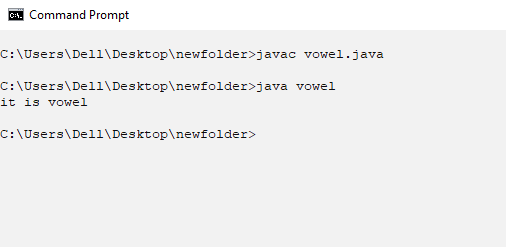 Command Prompt
C:\Users\Dell\Desktop\newfolder>javac vowel.java
C:\Users\Dell\Desktop\newfolder>java vowel
it is vowel
C:\Users\Dell\Desktop\newfolder>